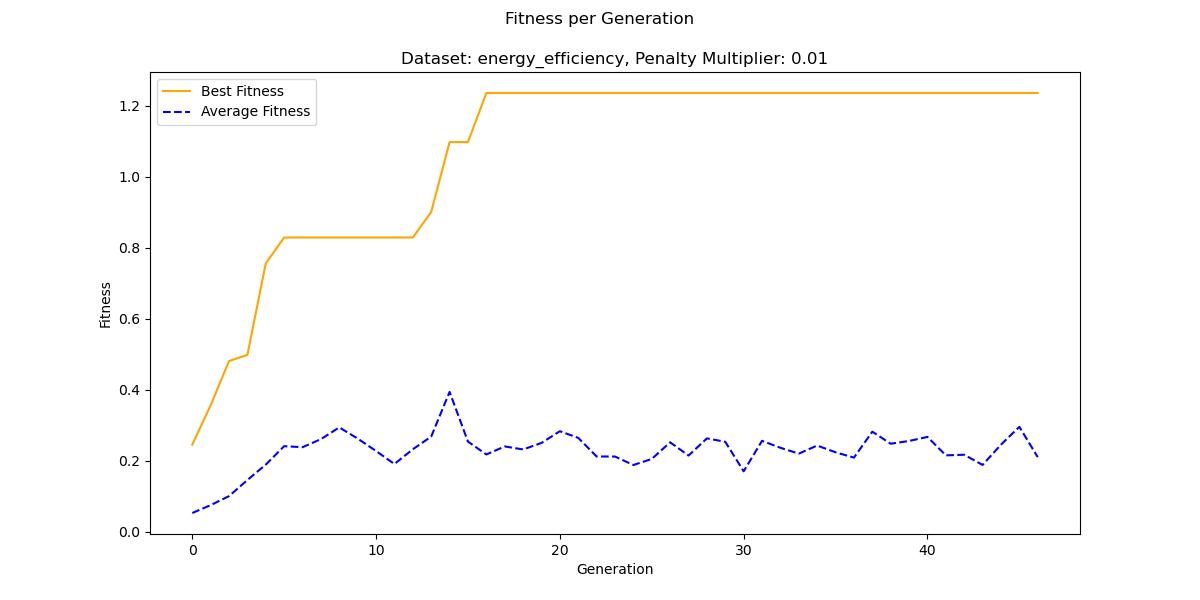 Fitness per Generation
Dataset: energy_efficiency, Penalty Multiplier: 0.01
Best Fitness
Average Fitness
1.2
1.0
0.8
0.6
0.4
0.2
0.0
Fitness
0 10 20 30 40
Generation